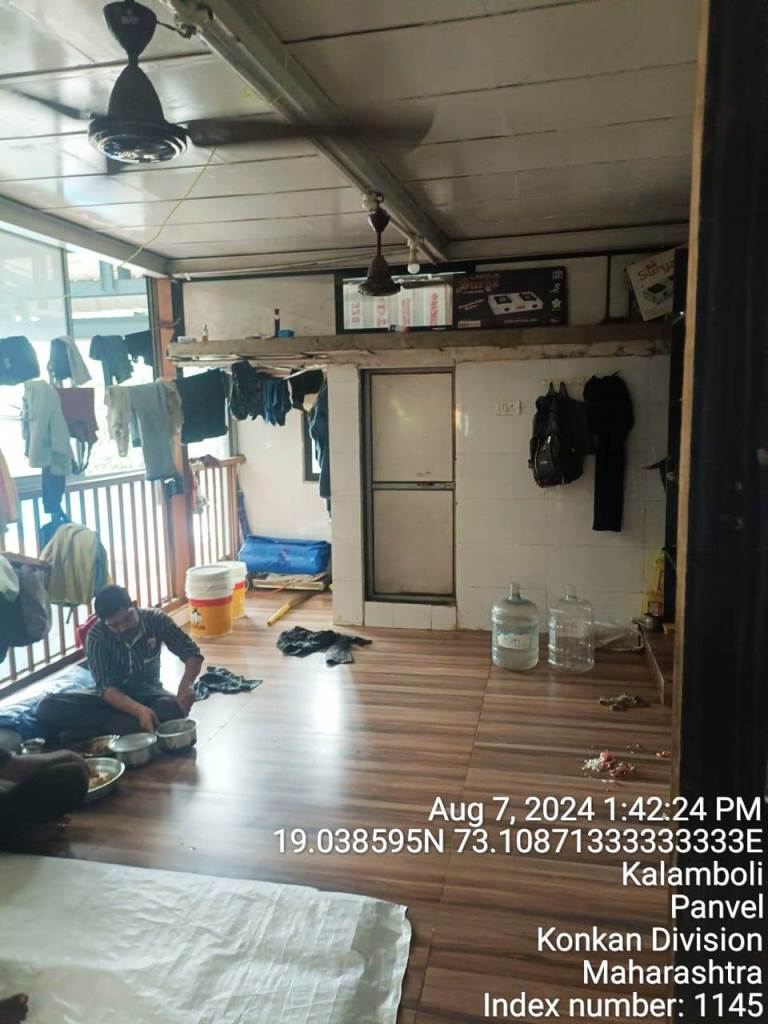 Surya
Aug 7, 2024 1:42:24 PM
19.038595N 73.10871333333333E
Kalamboli
Panvel
Konkan Division
Maharashtra
Index number: 1145